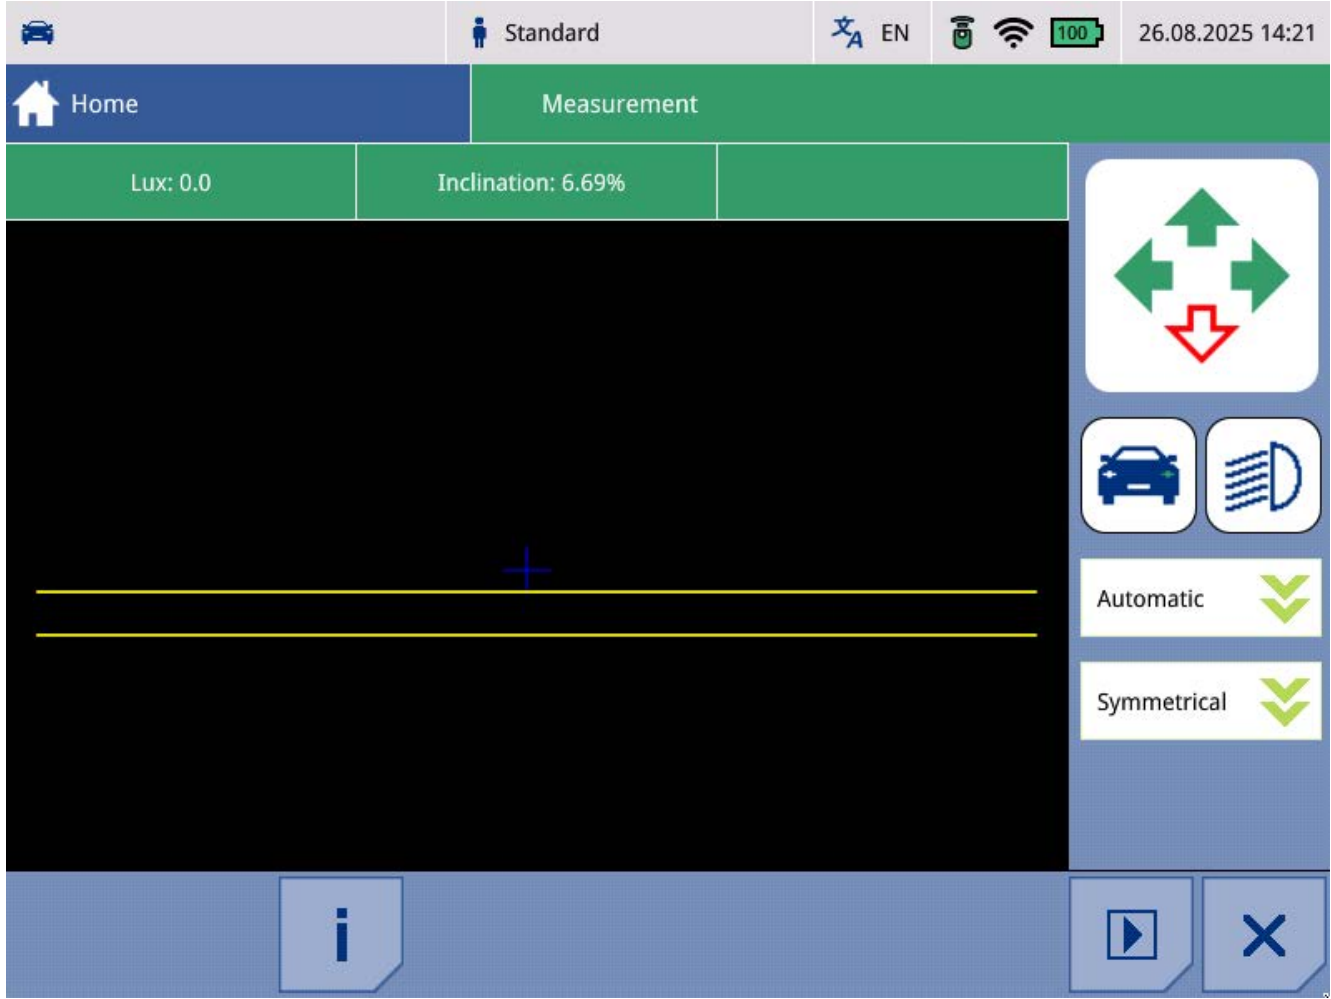 Standard
EN
100
26.08.2025 14:21
Home
Measurement
Lux: 0.0
Inclination: 6.69%
Automatic
Symmetrical
i